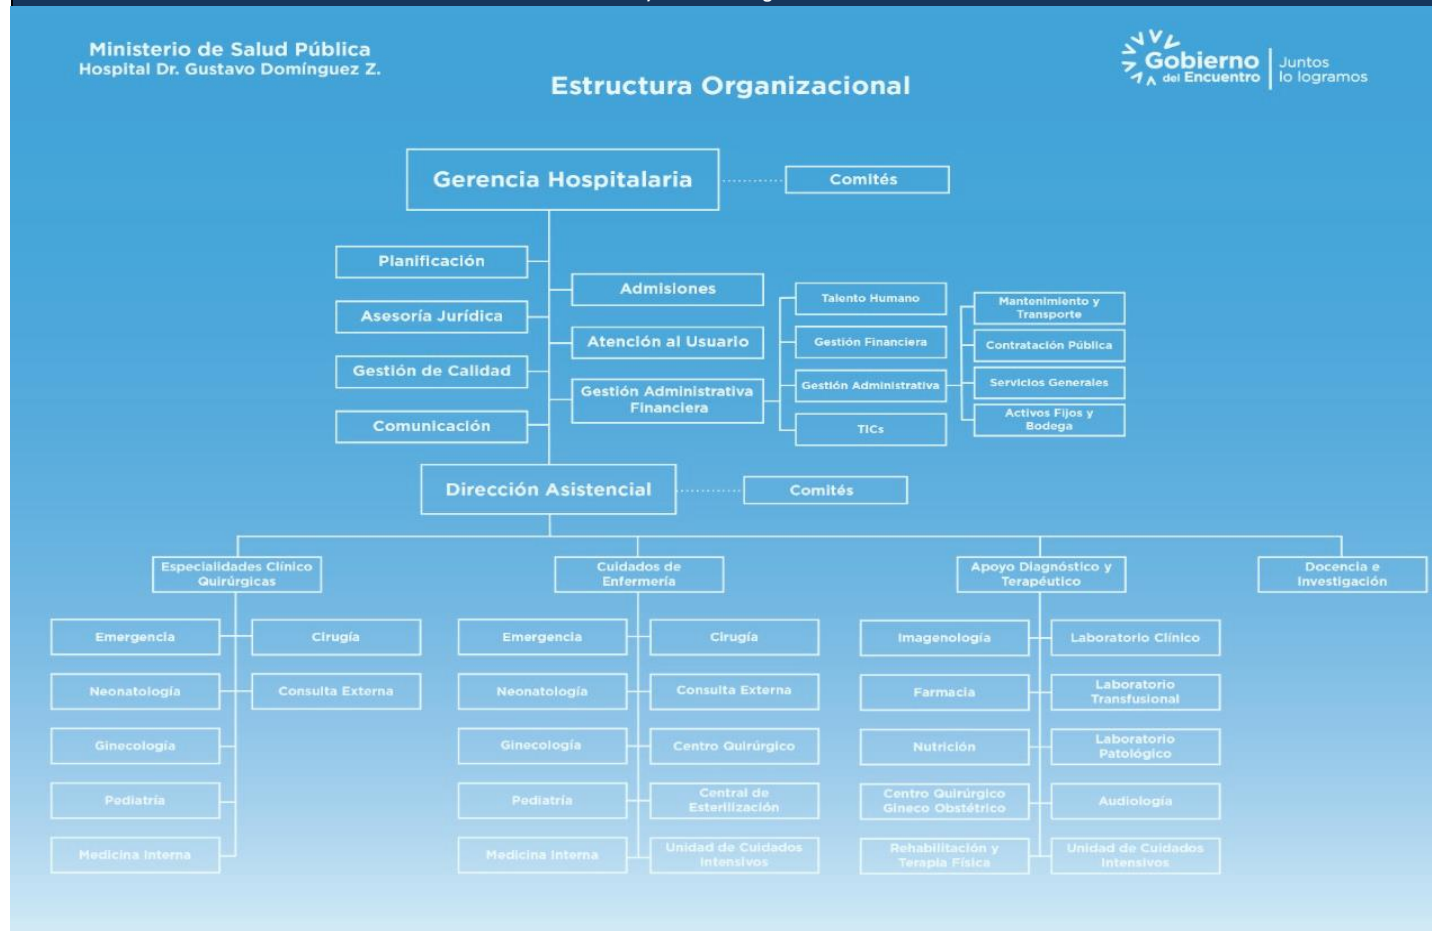 Ministerio de Salud Pública
Hospital Dr. Gustavo Domínguez Z.
Gobierno
del Encuentro
Juntos
lo logramos
Estructura Organizacional
Gerencia Hospitalaria
Comités
Planificación
Asesoría Jurídica
Gestión de Calidad
Comunicación
Admisiones
Atención al Usuario
Gestión Administrativa
Financiera
Talento Humano
Gestión Financiera
Gestión Administrativa
TICs
Mantenimiento y
Transporte
Contratación Pública
Servicios Generales
Activos Fijos y
Bodega
Dirección Asistencial
Comités
Especialidades Clínico
Quirúrgicas
Emergencia
Cirugía
Neonatología
Consulta Externa
Ginecología
Pediatría
Medicina Interna
Cuidados de
Enfermería
Emergencia
Cirugía
Neonatología
Consulta Externa
Ginecología
Centro Quirúrgico
Pediatría
Central de
Esterilización
Medicina Interna
Unidad de Cuidados
Intensivos
Apoyo Diagnóstico y
Terapéutico
Imagenología
Laboratorio Clínico
Farmacia
Laboratorio
Transfusional
Nutrición
Laboratorio
Patológico
Centro Quirúrgico
Gineco Obstétrico
Audiología
Rehabilitación y
Terapia Física
Unidad de Cuidados
Intensivos
Docencia e
Investigación